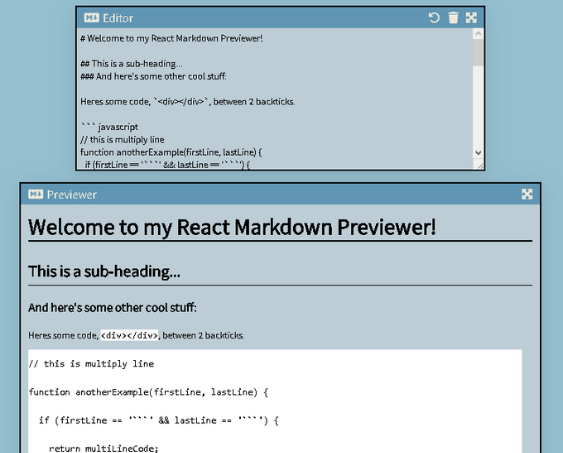 M Editor
# Welcome to my React Markdown Previewer!
## This is a sub-heading...
### And here's some other cool stuff:
Heres some code, `<div></div>`, between 2 backticks.
``` javascript
// this is multiply line
function anotherExample(firstLine, lastLine) {
if (firstLine == '```' && lastLine == '```') {
M Previewer
Welcome to my React Markdown Previewer!
This is a sub-heading...
And here's some other cool stuff:
Heres some code, <div></div>, between 2 backticks.
// this is multiply line
function anotherExample(firstLine, lastLine) {
if (firstLine == '```' && lastLine == '```') {
return multiLineCode;